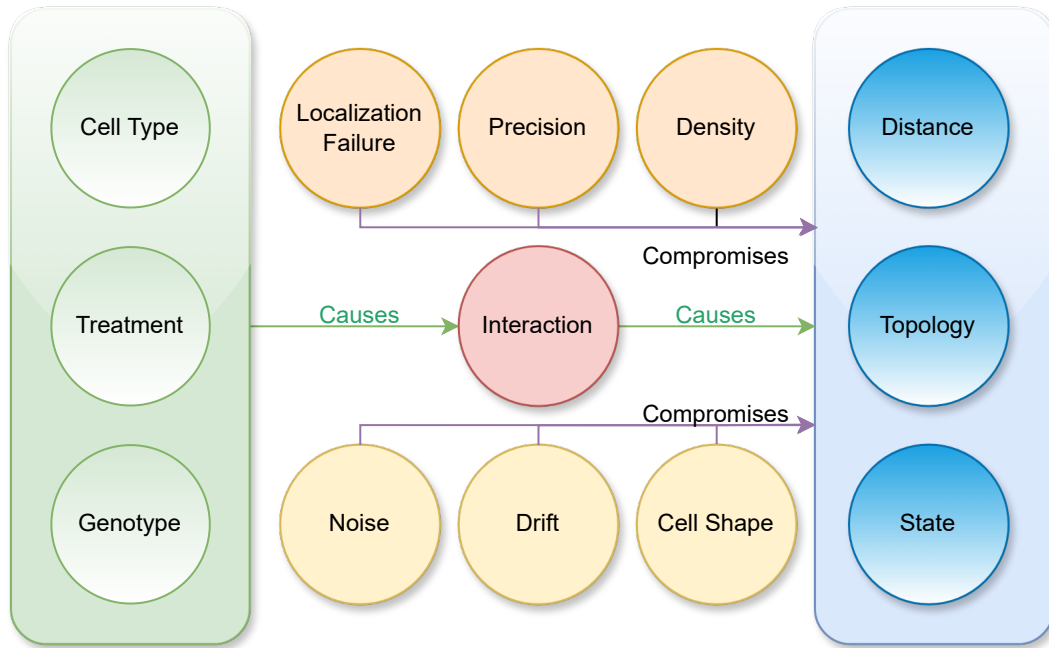 Cell Type
Localization
Failure
Precision
Density
Distance
Compromises
Treatment
Causes
Interaction
Causes
Topology
Compromises
Genotype
Noise
Drift
Cell Shape
State